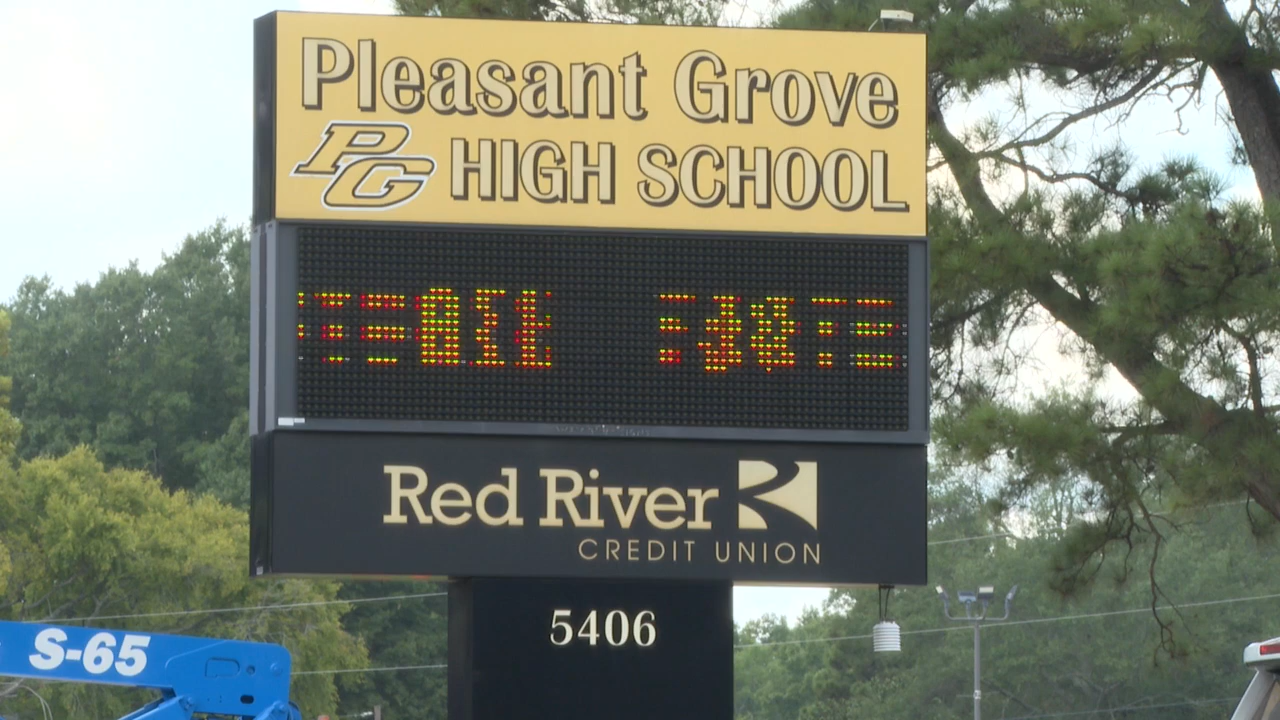 Pleasant Grove
PG HIGH SCHOOL
Red River
CREDIT UNION
5406
S-65